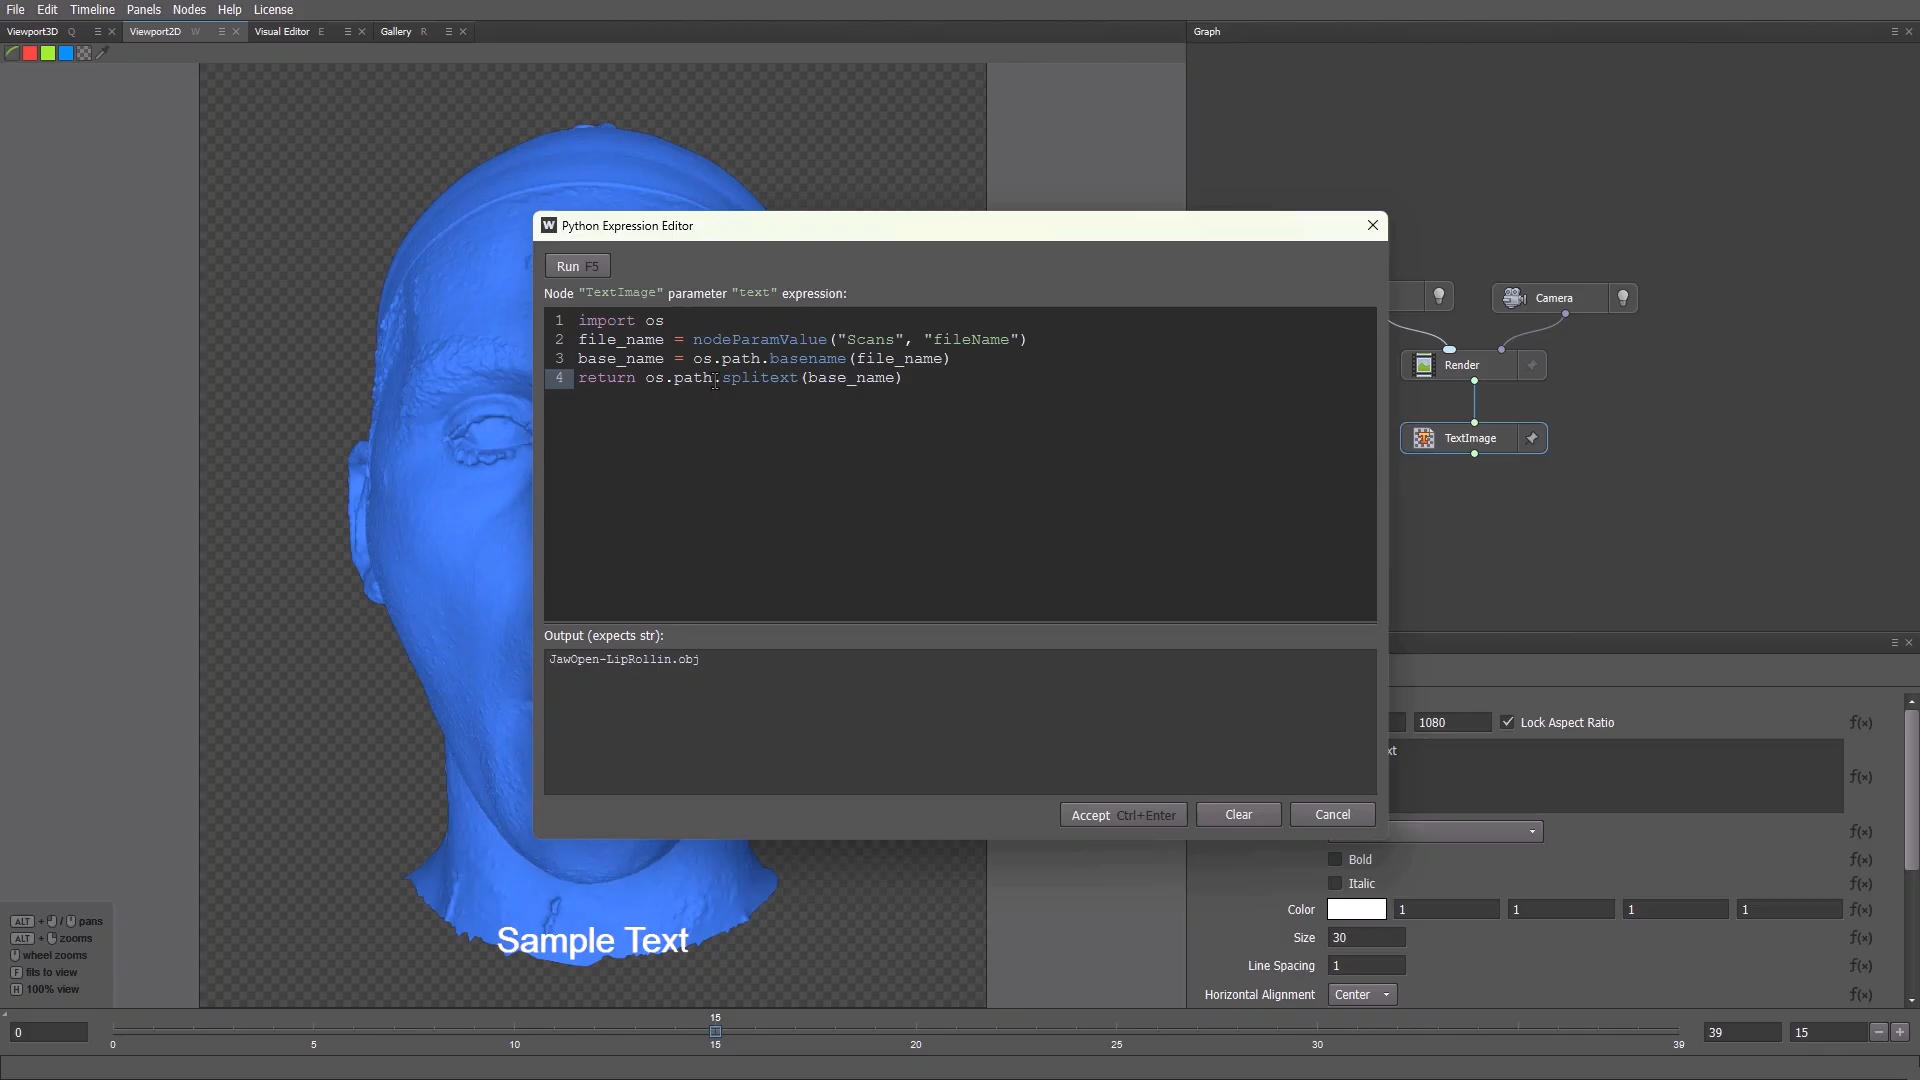 File Edit Timeline Panels Nodes Help License
Viewport3D Q Viewport2D W Visual Editor E Gallery R Graph
Python Expression Editor
Run F5
Node "TextImage" parameter "text" expression:
1 import os
2 file_name = nodeParamValue("Scans", "fileName")
3 base_name = os.path.basename(file_name)
4 return os.path.splitext(base_name)
Output (expects str):
JawOpen-LipRollin.obj
Accept Ctrl+Enter Clear Cancel
Camera
Render
TextImage
1080 Lock Aspect Ratio f(x)
xt
f(x)
f(x)
Bold f(x)
Italic f(x)
Color 1 1 1 1 f(x)
Size 30 f(x)
Line Spacing 1 f(x)
Horizontal Alignment Center f(x)
Sample Text
ALT + / pans
ALT + zooms
wheel zooms
F fits to view
H 100% view
15
0 39 15
0 5 10 15 20 25 30 39